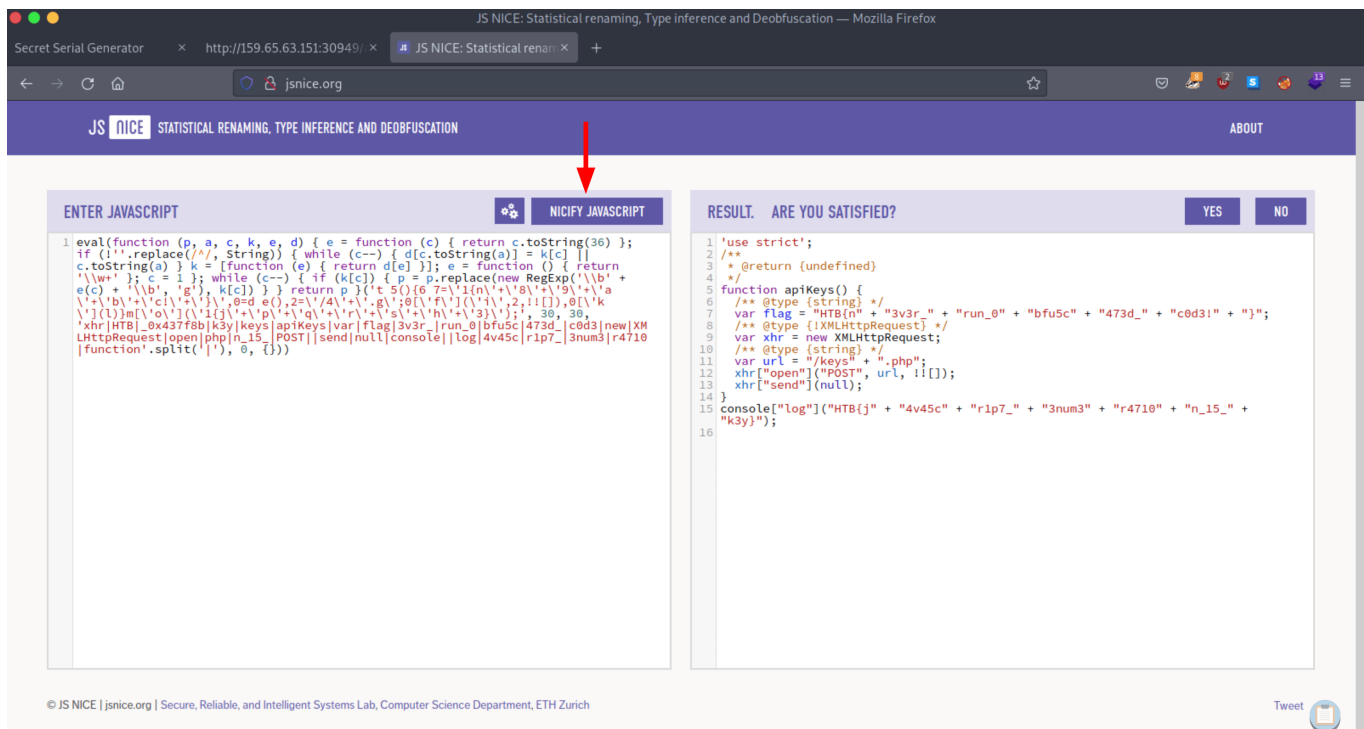 JS NICE: Statistical renaming, Type inference and Deobfuscation — Mozilla Firefox
Secret Serial Generator × http://159.65.63.151:30949/ × JS JS NICE: Statistical renam × +
jsnice.org
8 2 S 13
JS NICE STATISTICAL RENAMING, TYPE INFERENCE AND DEOBFUSCATION ABOUT
ENTER JAVASCRIPT NICIFY JAVASCRIPT
1 eval(function (p, a, c, k, e, d) { e = function (c) { return c.toString(36) };
if (!''.replace(/^/, String)) { while (c--) { d[c.toString(a)] = k[c] ||
c.toString(a) } k = [function (e) { return d[e] }]; e = function () { return
'\\w+' }; c = 1 }; while (c--) { if (k[c]) { p = p.replace(new RegExp('\\b' +
e(c) + '\\b', 'g'), k[c]) } } return p }('t 5(){6 7=\'1{n\'+\'8\'+\'9\'+\'a
\'+\'b\'+\'c!\'+\'}\',0=d e(),2=\'/4\'+\'.g\';0[\'f\'](\'i\',2,!![]),0[\'k
\'](l)}m[\'o\'](\'1{j\'+\'p\'+\'q\'+\'r\'+\'s\'+\'h\'+\'3}\');', 30, 30,
'xhr|HTB|_0x437f8b|k3y|keys|apiKeys|var|flag|3v3r_|run_0|bfu5c|473d_|c0d3|new|XM
LHttpRequest|open|php|n_15_|POST||send|null|console||log|4v45c|r1p7_|3num3|r4710
|function'.split('|'), 0, {}))
RESULT. ARE YOU SATISFIED? YES NO
1 'use strict';
2 /**
3 * @return {undefined}
4 */
5 function apiKeys() {
6 /** @type {string} */
7 var flag = "HTB{n" + "3v3r_" + "run_0" + "bfu5c" + "473d_" + "c0d3!" + "}";
8 /** @type {!XMLHttpRequest} */
9 var xhr = new XMLHttpRequest;
10 /** @type {string} */
11 var url = "/keys" + ".php";
12 xhr["open"]("POST", url, !![]);
13 xhr["send"](null);
14 }
15 console["log"]("HTB{j" + "4v45c" + "r1p7_" + "3num3" + "r4710" + "n_15_" +
"k3y}");
16
© JS NICE | jsnice.org | Secure, Reliable, and Intelligent Systems Lab, Computer Science Department, ETH Zurich Tweet